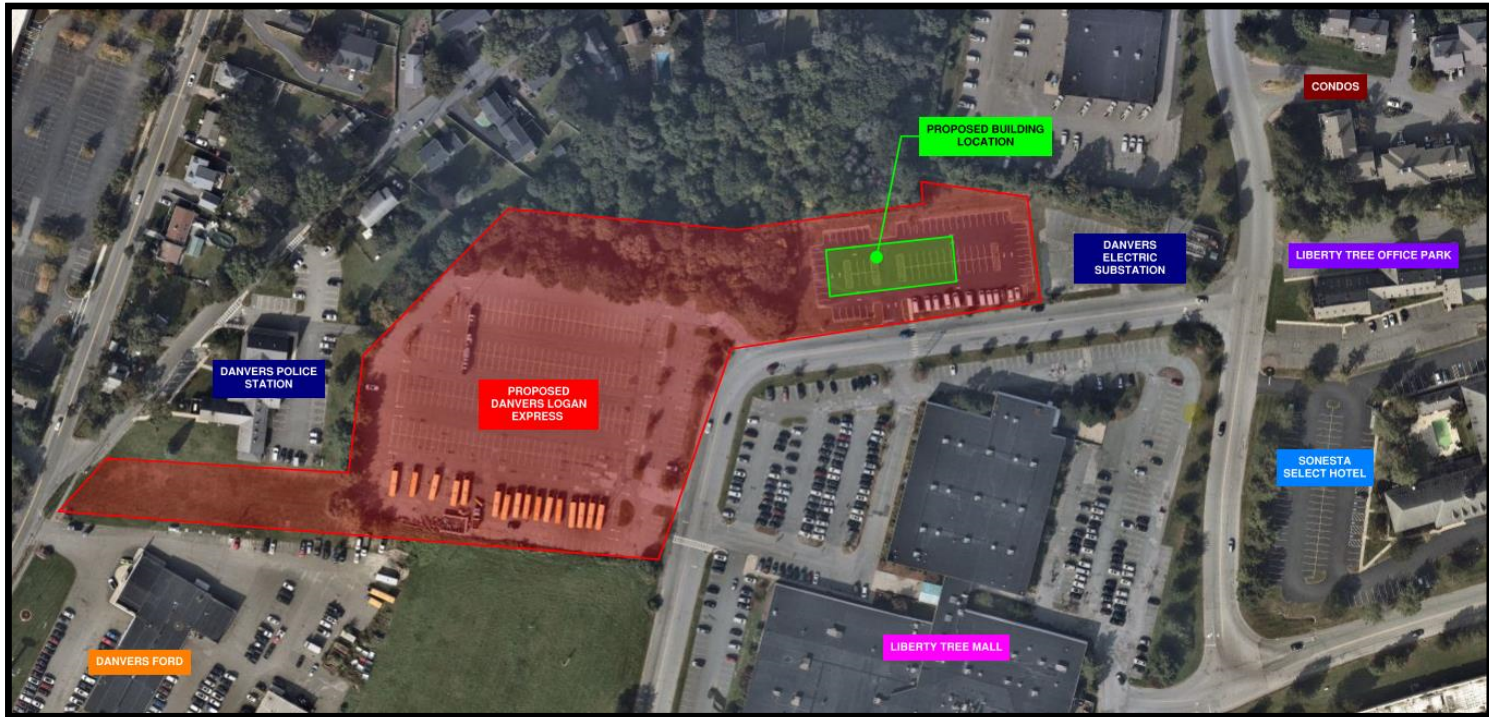 CONDOS
PROPOSED BUILDING
LOCATION
DANVERS
ELECTRIC
SUBSTATION
LIBERTY TREE OFFICE PARK
DANVERS POLICE
STATION
PROPOSED
DANVERS LOGAN
EXPRESS
SONESTA
SELECT HOTEL
LIBERTY TREE MALL
DANVERS FORD